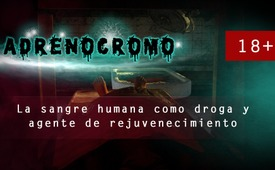 ADRENOCROMO
18+
La sangre humana como droga y
agente de rejuvenecimiento